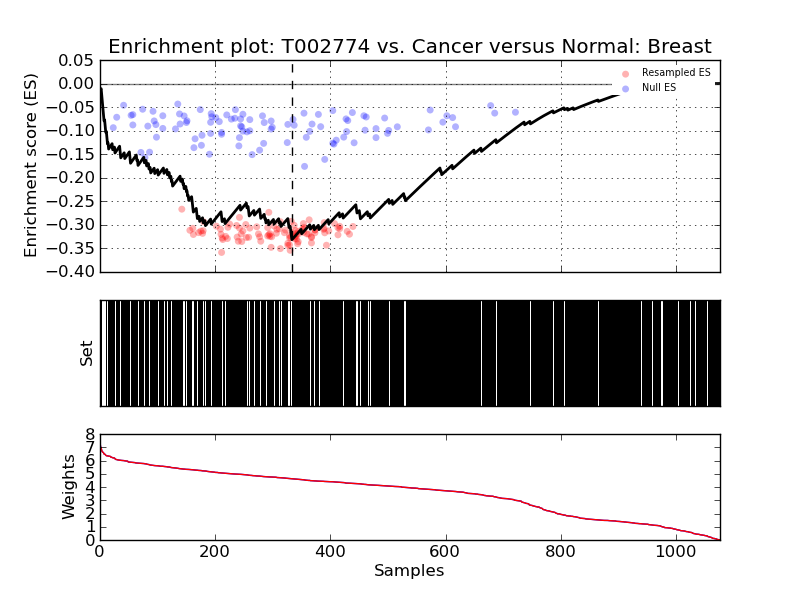 Enrichment plot: T002774 vs. Cancer versus Normal: Breast
0.05
0.00
−0.05
−0.10
−0.15
−0.20
−0.25
−0.30
−0.35
−0.40
Enrichment score (ES)
Resampled ES
Null ES
Set
8
7
6
5
4
3
2
1
0
Weights
0 200 400 600 800 1000
Samples